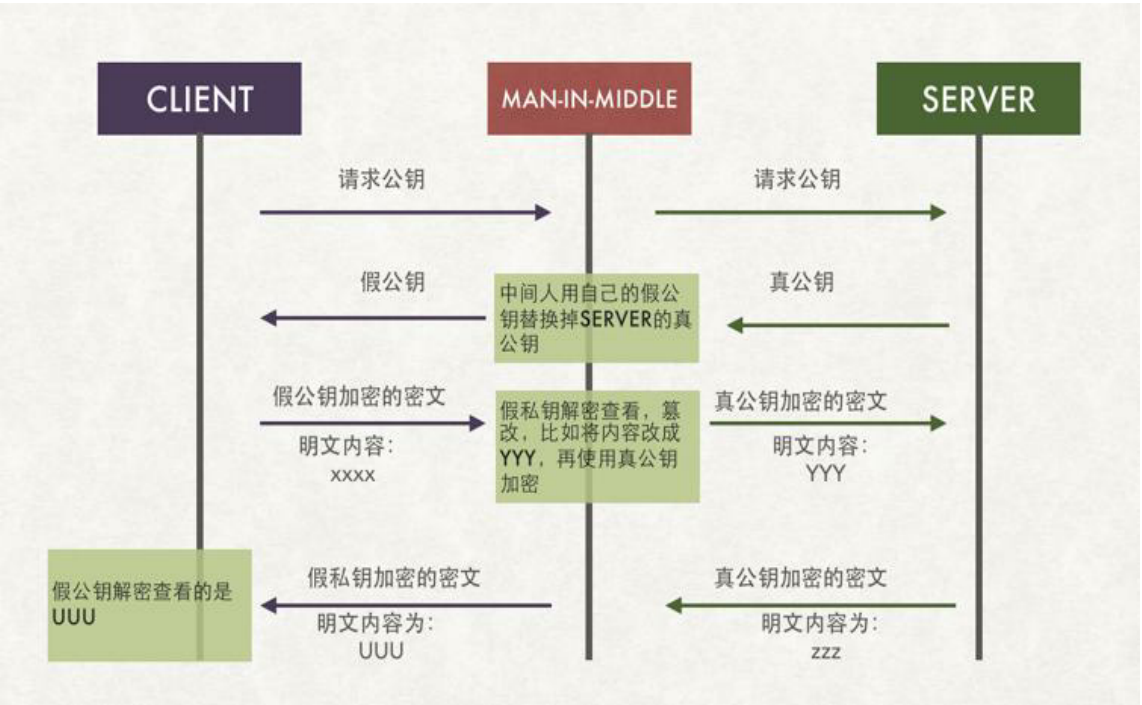 CLIENT
MAN-IN-MIDDLE
SERVER
请求公钥
请求公钥
假公钥
中间人用自己的假公
钥替换掉SERVER的真
公钥
真公钥
假公钥加密的密文
明文内容：
xxxx
假私钥解密查看，篡
改，比如将内容改成
YYY，再使用真公钥
加密
真公钥加密的密文
明文内容：
YYY
假公钥解密查看的是
UUU
假私钥加密的密文
明文内容为：
UUU
真公钥加密的密文
明文内容为：
zzz